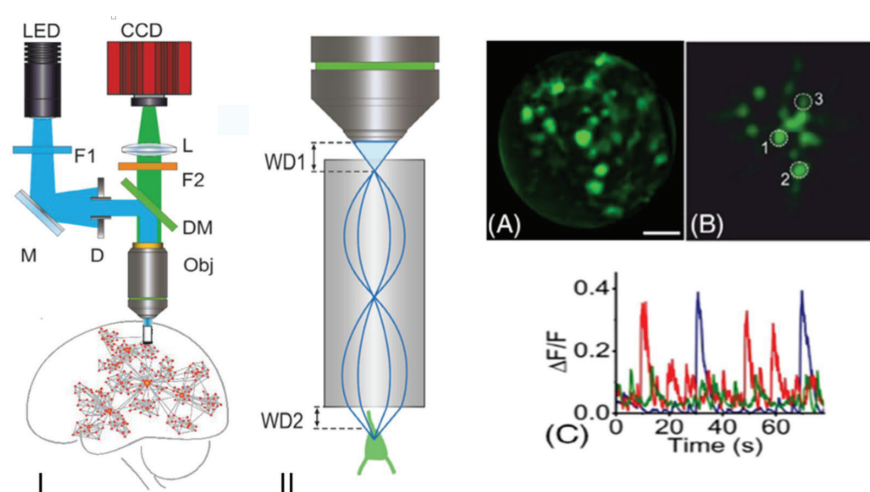 LED
CCD
F1
L
F2
M
D
DM
Obj
I
WD1
WD2
II
(A)
(B)
1
2
3
ΔF/F
0.4
0.2
0.0
0 20 40 60
Time (s)
(C)